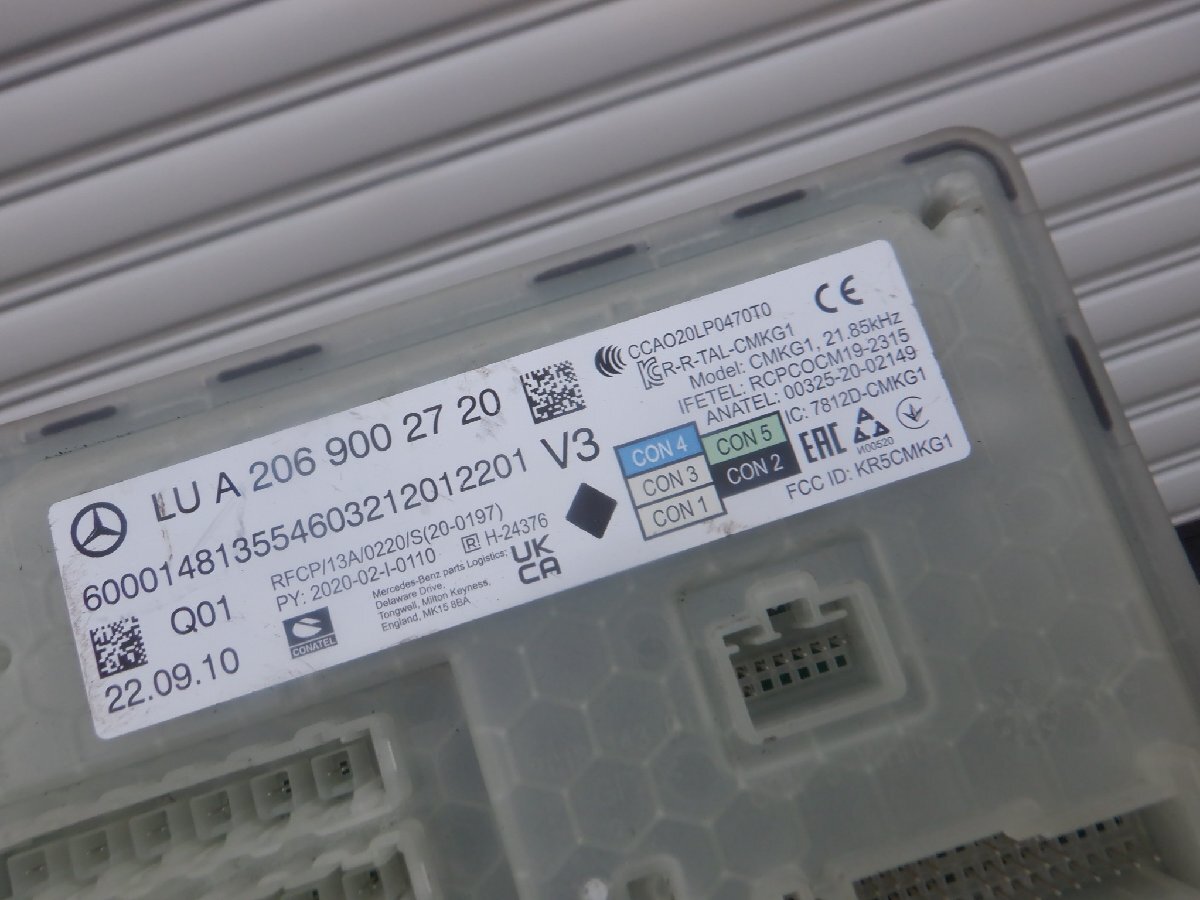 LU A 206 900 27 20
600014813554603212012201 V3
Q01
22.09.10
RFCP/13A/0220/S(20-0197)
PY: 2020-02-I-0110
R H-24376
CONATEL
Mercedes-Benz parts Logistics;
Delaware Drive,
Tongwell, Milton Keyness,
England, MK15 8BA
UK
CA
CCAO20LP0470T0
CE
R-R-TAL-CMKG1
Model: CMKG1, 21.85kHz
IFETEL: RCPCOCM19-2315
ANATEL: 00325-20-02149
IC: 7812D-CMKG1
CON 4
CON 5
CON 3
CON 2
CON 1
EAC
И00520
FCC ID: KR5CMKG1